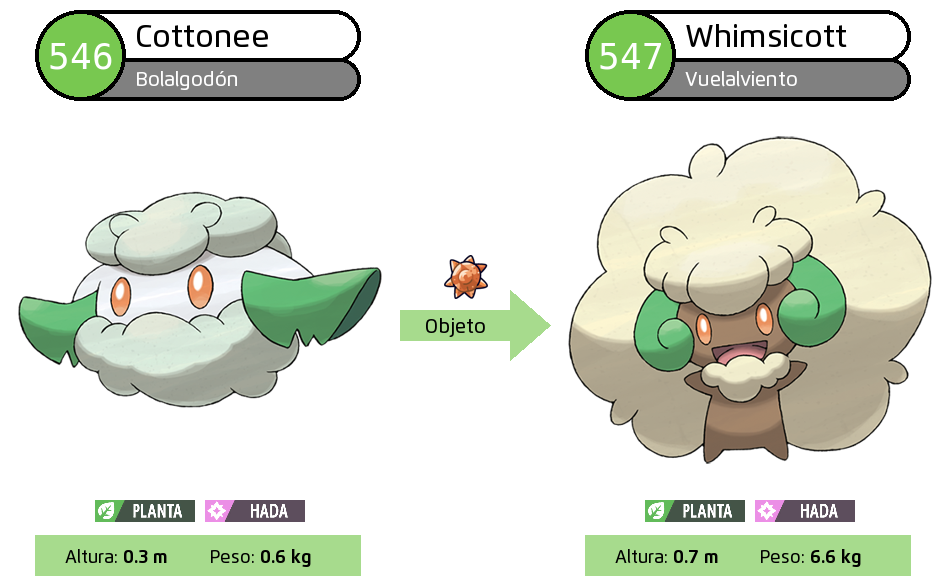 546
Cottonee
Bolalgodón
547
Whimsicott
Vuelalviento
Objeto
PLANTA HADA
Altura: 0.3 m Peso: 0.6 kg
PLANTA HADA
Altura: 0.7 m Peso: 6.6 kg